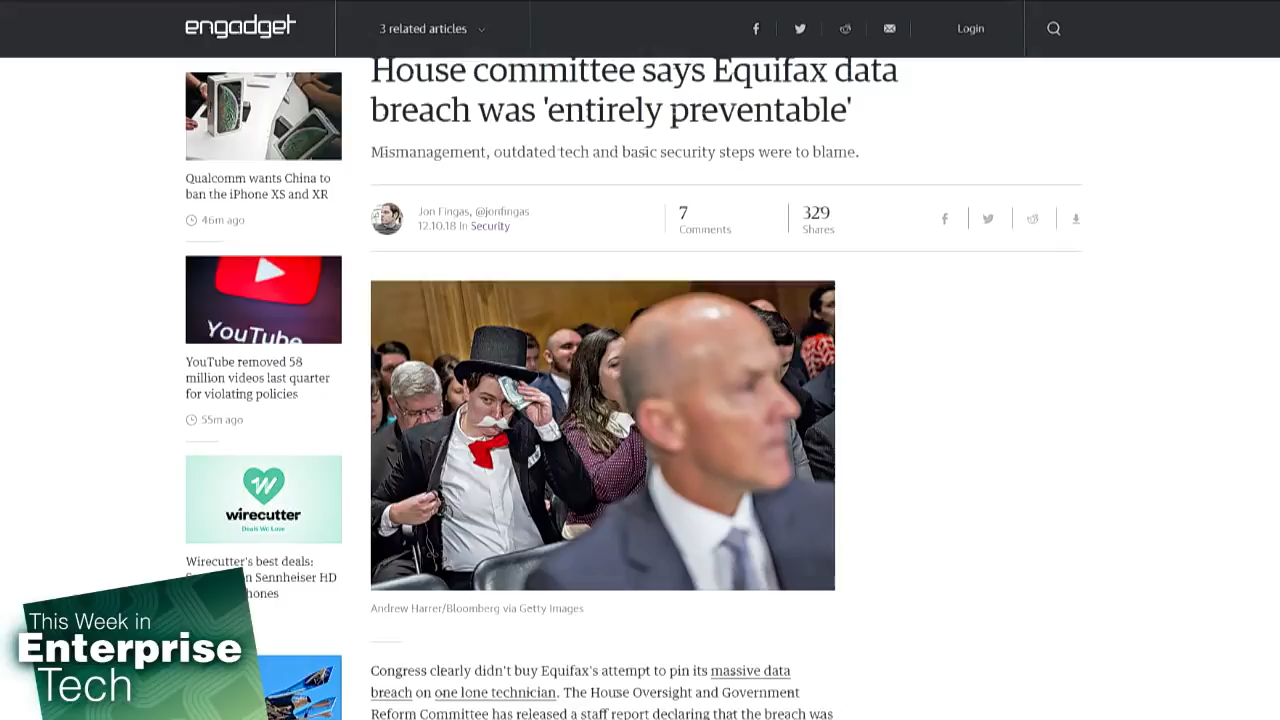 engadget
3 related articles
Login
House committee says Equifax data
breach was 'entirely preventable'
Mismanagement, outdated tech and basic security steps were to blame.
Jon Fingas, @jonfingas
12.10.18 in Security
7
Comments
329
Shares
Qualcomm wants China to
ban the iPhone XS and XR
46m ago
YouTube
YouTube removed 58
million videos last quarter
for violating policies
55m ago
wirecutter
Deals We Love
Wirecutter's best deals:
Sennheiser HD
Andrew Harrer/Bloomberg via Getty Images
Congress clearly didn't buy Equifax's attempt to pin its massive data
breach on one lone technician. The House Oversight and Government
Reform Committee has released a staff report declaring that the breach was
This Week in
Enterprise
Tech